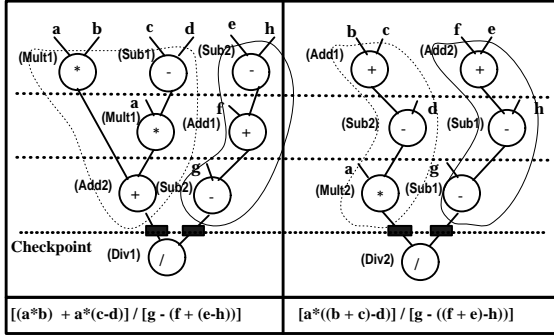 a b c d e h b c f e
(Mult1) * (Sub1) - (Sub2) - (Add1) + (Add2) +
a f d h
(Mult1) * (Add1) + (Sub2) - (Sub1) -
g a g
(Add2) + (Sub2) - (Mult2) * (Sub1) -
Checkpoint
(Div1) / (Div2) /
[(a*b) + a*(c-d)] / [g - (f + (e-h))] [a*((b + c)-d)] / [g - ((f + e)-h))]